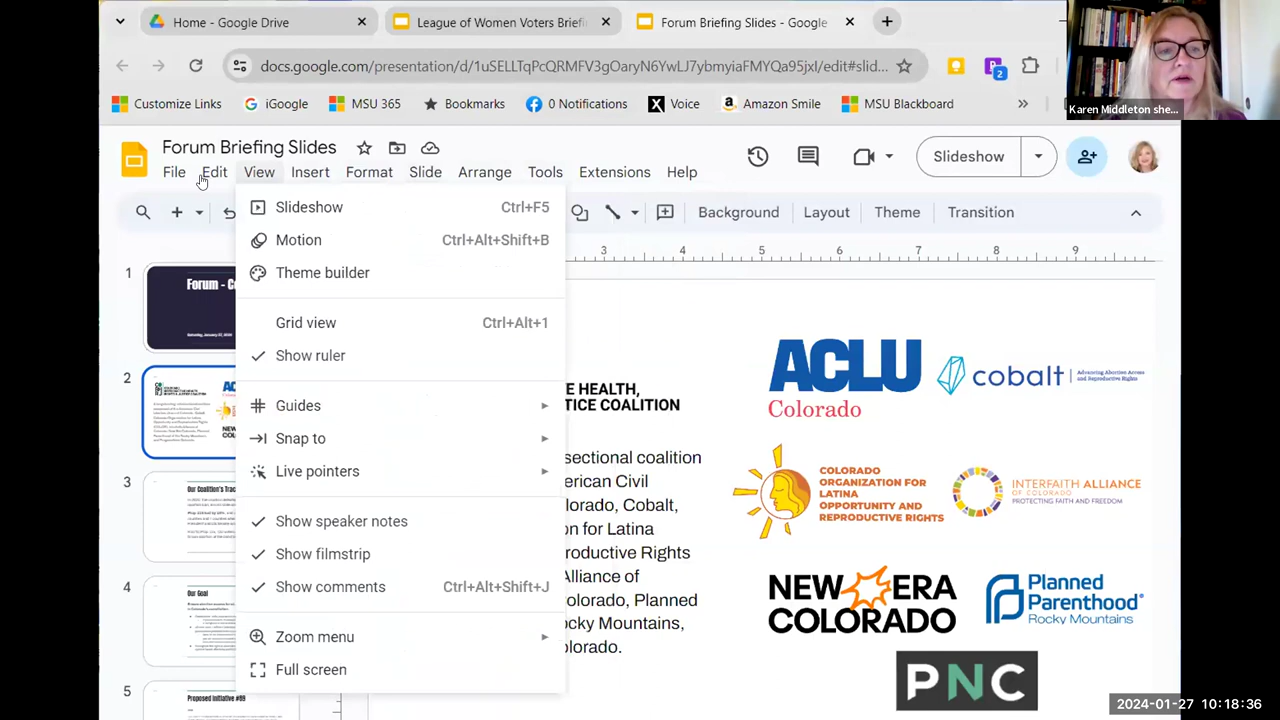 Home - Google Drive
League Women Voters Briefi
Forum Briefing Slides - Google
docs.google.com/presentation/
TqPcQRMFV3gOaryN6YwLJ7ybmviaFMYQa95jxI/edit#slid...
2
Customize Links
iGoogle
MSU 365
Bookmarks
0 Notifications
Voice
Amazon Smile
MSU Blackboard
Karen Middleton she...
Forum Briefing Slides
Slideshow
File Edit View Insert Format Slide Arrange Tools Extensions Help
Background Layout Theme Transition
Slideshow Ctrl+F5
Motion Ctrl+Alt+Shift+B
Theme builder
Grid view Ctrl+Alt+1
Show ruler
Guides
Snap to
Live pointers
Show speaker notes
Show filmstrip
Show comments Ctrl+Alt+Shift+J
Zoom menu
Full screen
3 4 5 6 7 8 9
1
Forum - C
Saturday, January 27, 2024
2
3
Our Coalition's Trac
4
Our Goal
5
Proposed Initiative #89
E HEALTH,
TICE COALITION
sectional coalition
erican Civil
orado, Cobalt,
n for Latina
roductive Rights
Alliance of
olorado, Planned
cky Mountains,
olorado.
ACLU
Colorado
cobalt
Advancing Abortion Access
and Reproductive Rights
COLORADO
ORGANIZATION FOR
LATINA
OPPORTUNITY AND
REPRODUCTIVE RIGHTS
INTERFAITH ALLIANCE
OF COLORADO
PROTECTING FAITH AND FREEDOM
NEW ERA
COLORADO
Planned
Parenthood®
Rocky Mountains
PNC
2024-01-27 10:18:36